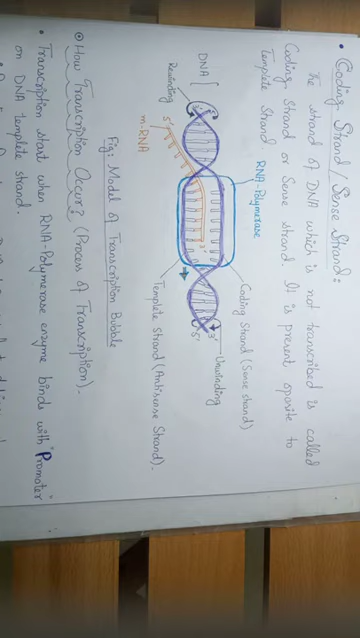 • Coding Strand / Sense Strand:
The strand of DNA which is not transcribed is called
Coding Strand or Sense strand. It is present oposite to
Template Strand.
RNA-Polymerase
Coding Strand (Sense strand)
Unwinding
DNA
Rewinding
3'
5'
3'
5'
m-RNA
Template Strand (Antisense Strand).
Fig: Model of Transcription Bubble
How Transcription Occur? (Process of Transcription).
• Transcription start when RNA-Polymerase enzyme binds with "Promoter"
on DNA template strand.